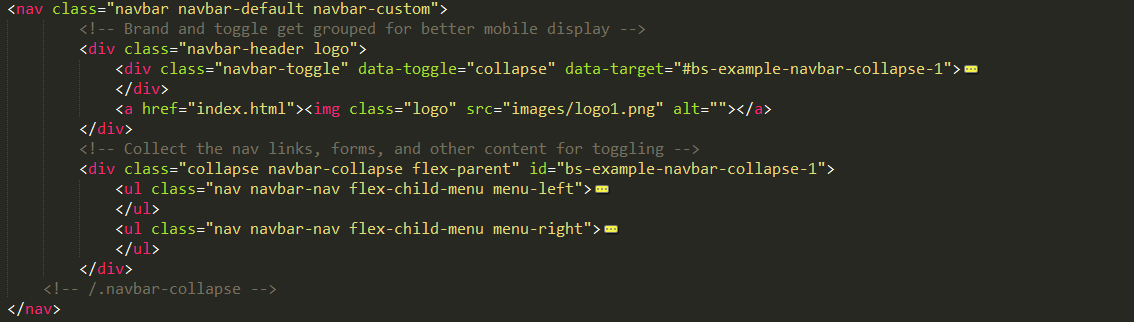 <nav class="navbar navbar-default navbar-custom">
<!-- Brand and toggle get grouped for better mobile display -->
<div class="navbar-header logo">
<div class="navbar-toggle" data-toggle="collapse" data-target="#bs-example-navbar-collapse-1">
</div>
<a href="index.html"><img class="logo" src="images/logo1.png" alt=""></a>
</div>
<!-- Collect the nav links, forms, and other content for toggling -->
<div class="collapse navbar-collapse flex-parent" id="bs-example-navbar-collapse-1">
<ul class="nav navbar-nav flex-child-menu menu-left">
</ul>
<ul class="nav navbar-nav flex-child-menu menu-right">
</ul>
</div>
<!-- /.navbar-collapse -->
</nav>